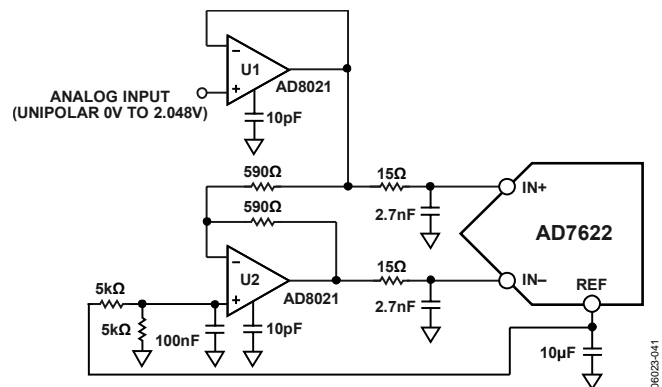 U1
AD8021
ANALOG INPUT
(UNIPOLAR 0V TO 2.048V)
10pF
590Ω
15Ω
IN+
590Ω
2.7nF
AD7622
15Ω
IN–
U2
AD8021
REF
5kΩ
2.7nF
5kΩ
100nF
10pF
10µF
06023-041